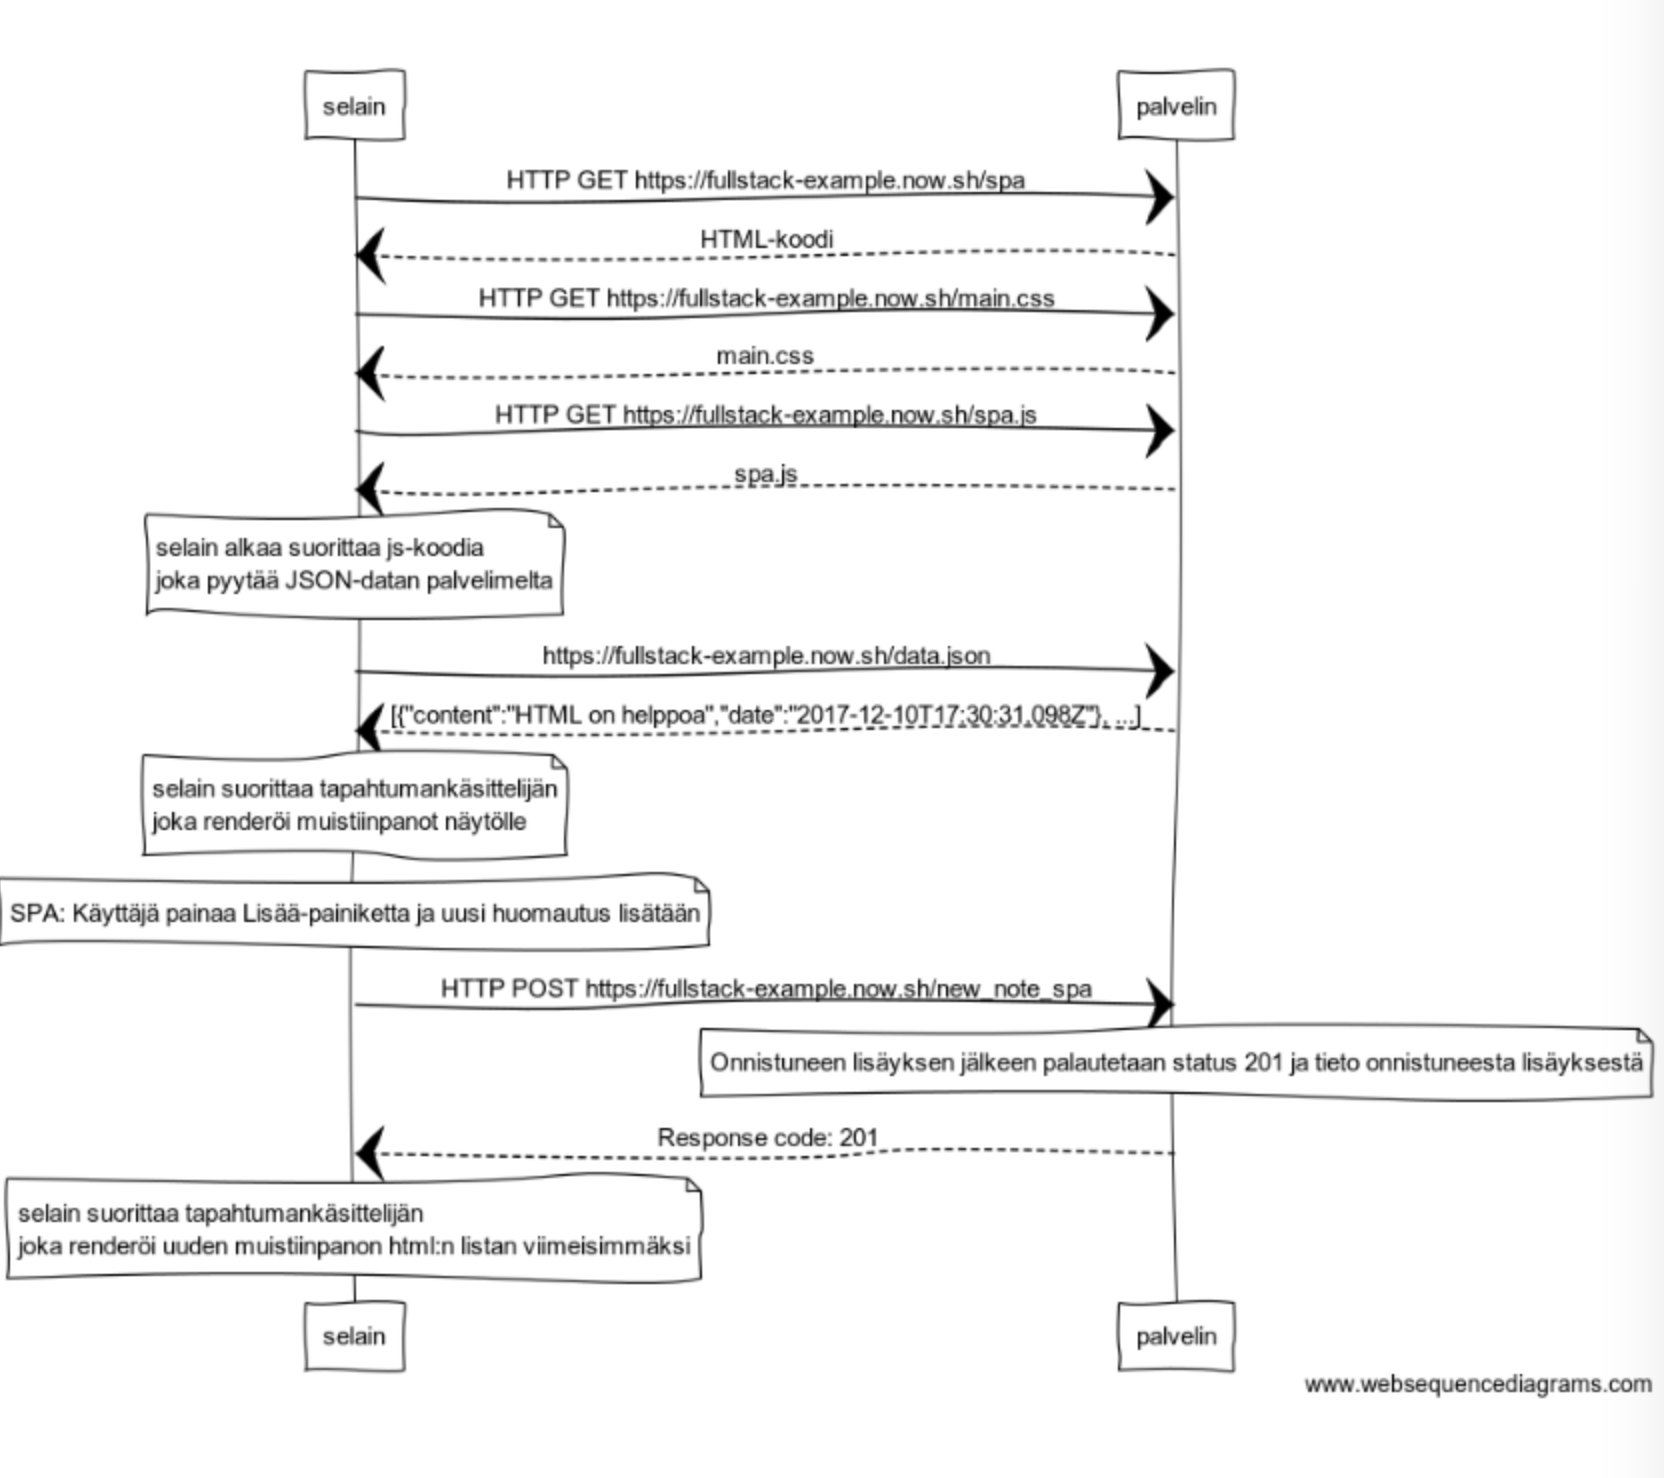 selain
palvelin
HTTP GET https://fullstack-example.now.sh/spa
HTML-koodi
HTTP GET https://fullstack-example.now.sh/main.css
main.css
HTTP GET https://fullstack-example.now.sh/spa.js
spa.js
selain alkaa suorittaa js-koodia
joka pyytää JSON-datan palvelimelta
https://fullstack-example.now.sh/data.json
[{"content":"HTML on helppoa","date":"2017-12-10T17:30:31.098Z"}, ...]
selain suorittaa tapahtumankäsittelijän
joka renderöi muistiinpanot näytölle
SPA: Käyttäjä painaa Lisää-painiketta ja uusi huomautus lisätään
HTTP POST https://fullstack-example.now.sh/new_note_spa
Onnistuneen lisäyksen jälkeen palautetaan status 201 ja tieto onnistuneesta lisäyksestä
Response code: 201
selain suorittaa tapahtumankäsittelijän
joka renderöi uuden muistiinpanon html:n listan viimeisimmäksi
selain
palvelin
www.websequencediagrams.com